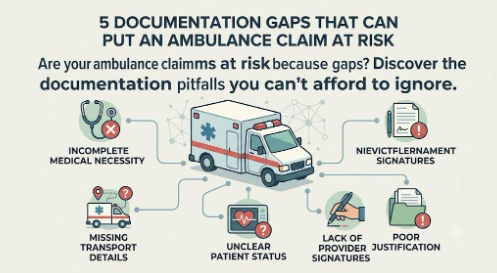 5 DOCUMENTATION GAPS THAT CAN
PUT AN AMBULANCE CLAIM AT RISK
Are your ambulance claimms at risk because gaps? Discover the
documentation pitfalls you can't afford to ignore.
INCOMPLETE
MEDICAL NECESSITY
NIEVICTFLERNAMENT
SIGNATURES
MISSING
TRANSPORT
DETAILS
UNCLEAR
PATIENT STATUS
LACK OF
PROVIDER
SIGNATURES
POOR
JUSTIFICATION